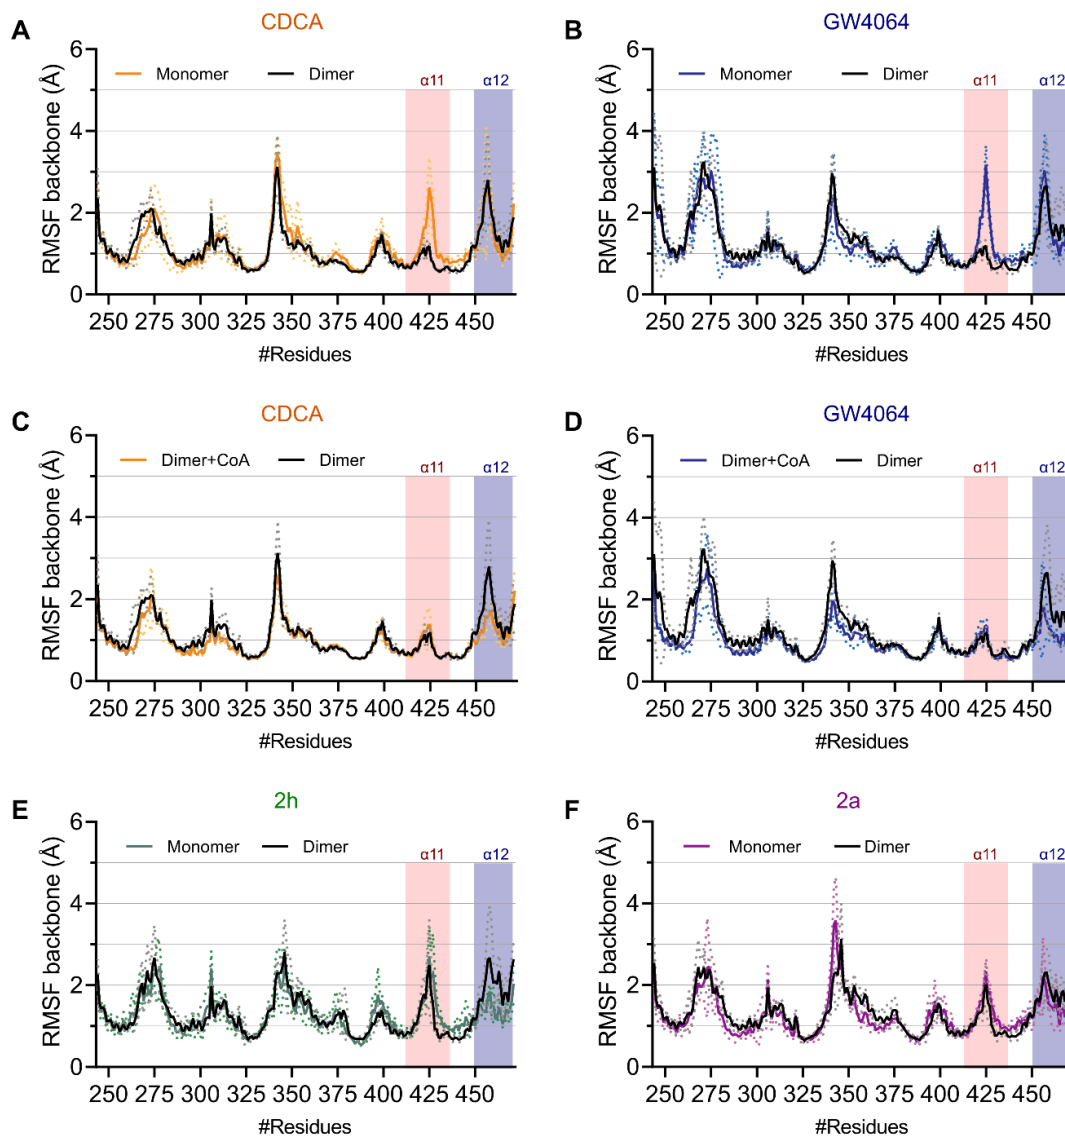 A
CDCA
Monomer Dimer
α11
α12
RMSF backbone (Å)
6
4
2
0
250 275 300 325 350 375 400 425 450
#Residues
B
GW4064
Monomer Dimer
α11
α12
RMSF backbone (Å)
6
4
2
0
250 275 300 325 350 375 400 425 450
#Residues
C
CDCA
Dimer+CoA Dimer
α11
α12
RMSF backbone (Å)
6
4
2
0
250 275 300 325 350 375 400 425 450
#Residues
D
GW4064
Dimer+CoA Dimer
α11
α12
RMSF backbone (Å)
6
4
2
0
250 275 300 325 350 375 400 425 450
#Residues
E
2h
Monomer Dimer
α11
α12
RMSF backbone (Å)
6
4
2
0
250 275 300 325 350 375 400 425 450
#Residues
F
2a
Monomer Dimer
α11
α12
RMSF backbone (Å)
6
4
2
0
250 275 300 325 350 375 400 425 450
#Residues